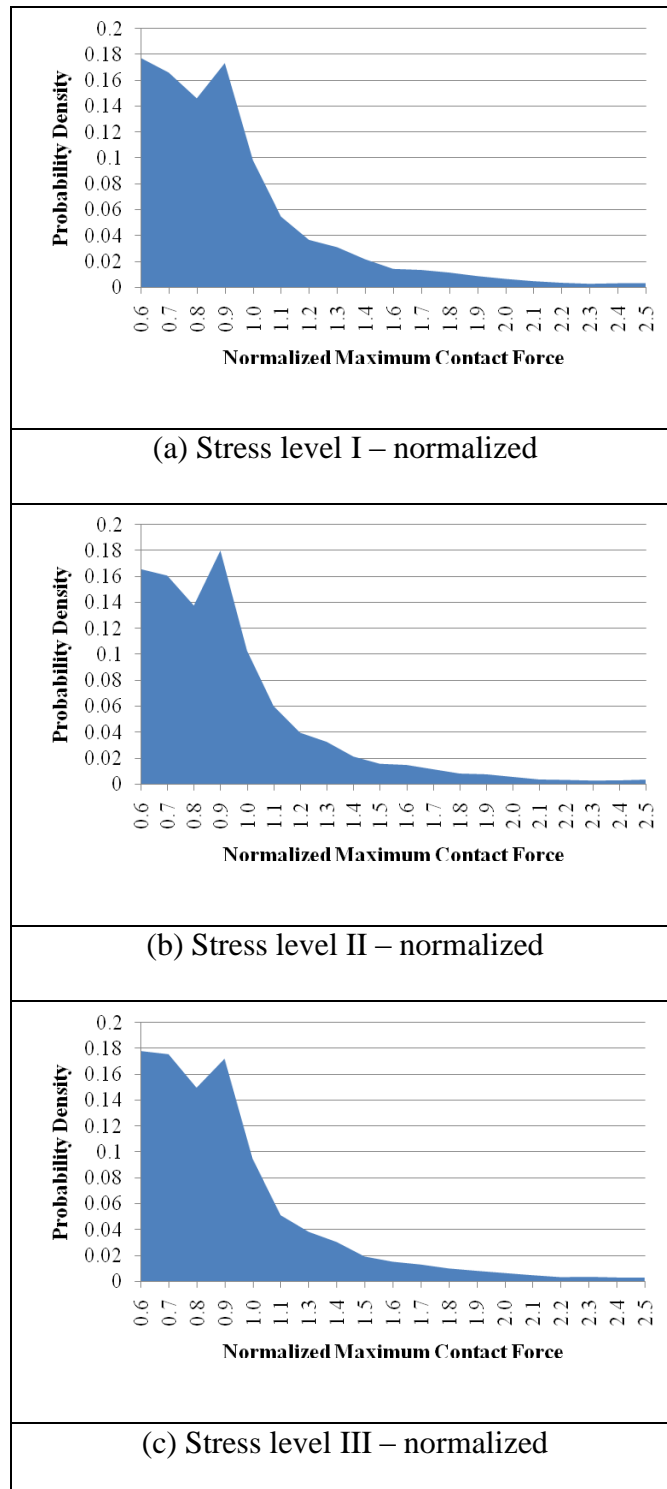 0.2
0.18
0.16
0.14
0.12
0.1
0.08
0.06
0.04
0.02
0
Probability Density
0.6 0.7 0.8 0.9 1.0 1.1 1.2 1.3 1.4 1.6 1.7 1.8 1.9 2.0 2.1 2.2 2.3 2.4 2.5
Normalized Maximum Contact Force
(a) Stress level I – normalized
0.2
0.18
0.16
0.14
0.12
0.1
0.08
0.06
0.04
0.02
0
Probability Density
0.6 0.7 0.8 0.9 1.0 1.1 1.2 1.3 1.4 1.5 1.6 1.7 1.8 1.9 2.0 2.1 2.2 2.3 2.4 2.5
Normalized Maximum Contact Force
(b) Stress level II – normalized
0.2
0.18
0.16
0.14
0.12
0.1
0.08
0.06
0.04
0.02
0
Probability Density
0.6 0.7 0.8 0.9 1.0 1.1 1.3 1.4 1.5 1.6 1.7 1.8 1.9 2.0 2.1 2.2 2.3 2.4 2.5
Normalized Maximum Contact Force
(c) Stress level III – normalized